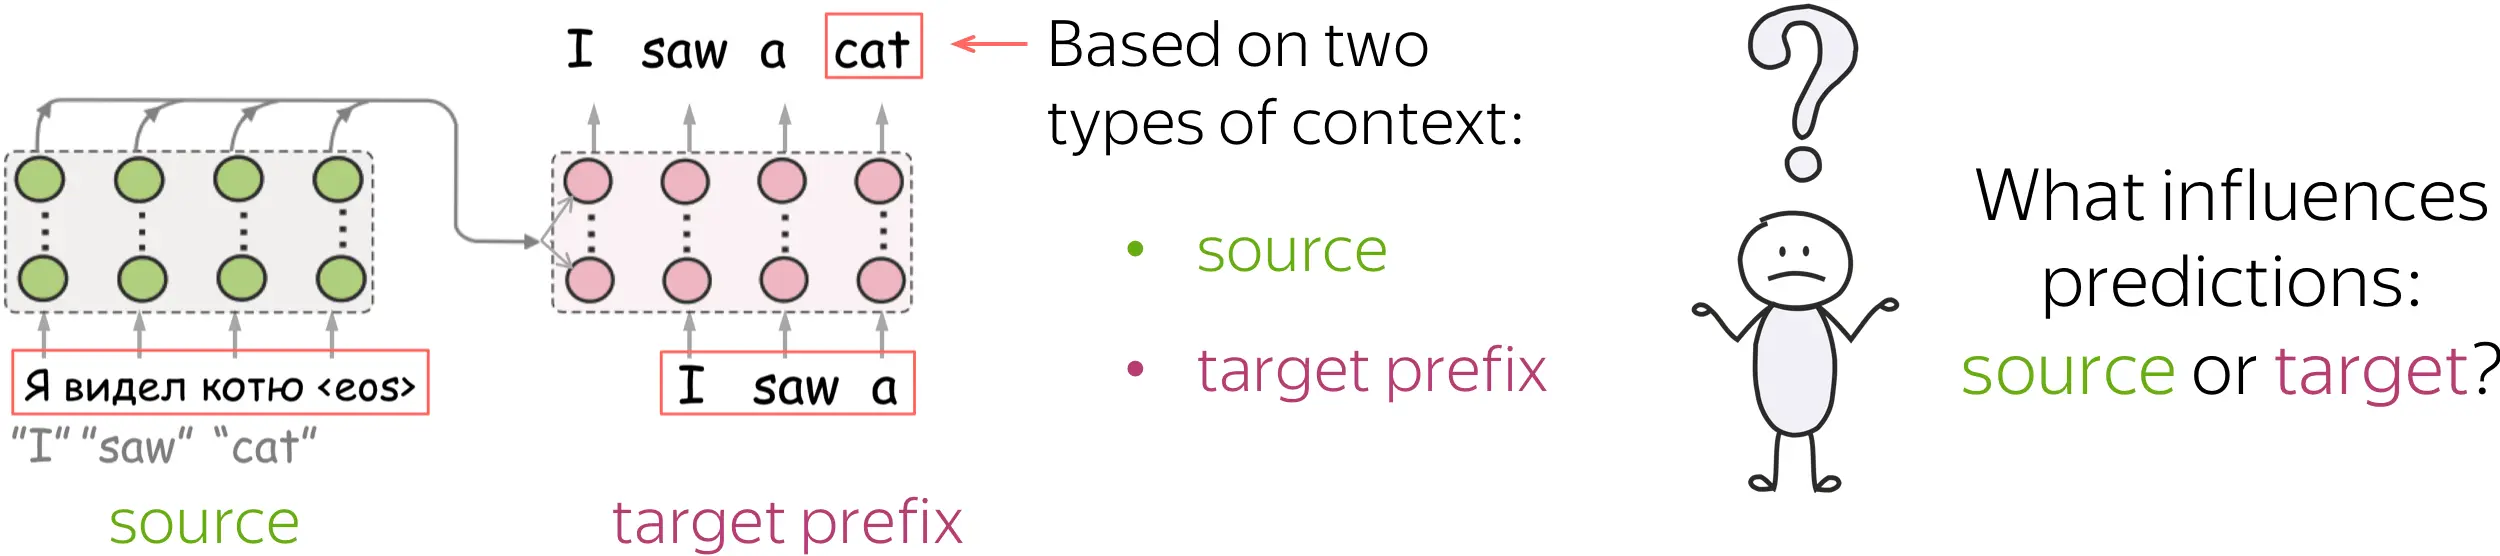 I saw a cat
Я видел котю <eos>
"I" "saw" "cat"
source
I saw a
target prefix
Based on two
types of context:
• source
• target prefix
?
What influences
predictions:
source or target?